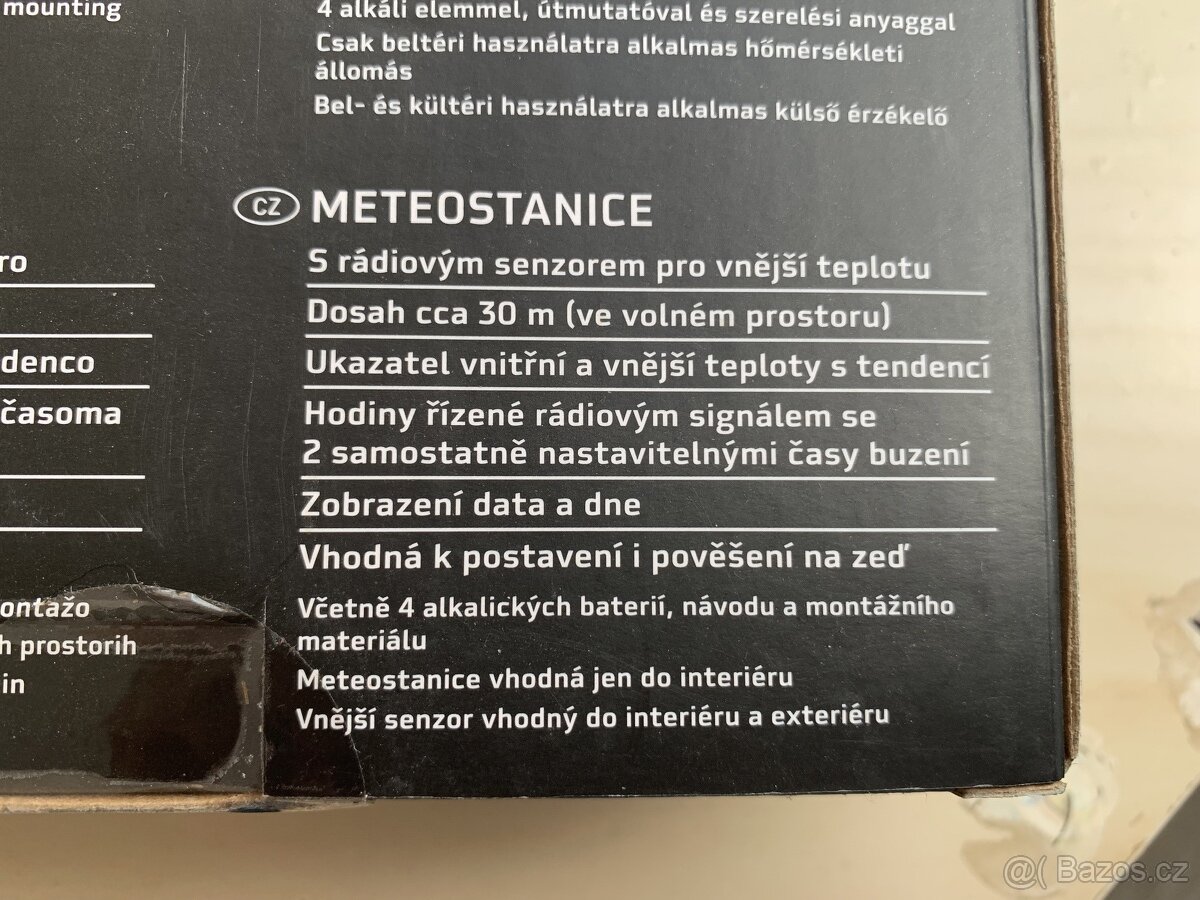 mounting
ro
denco
časoma
ontažo
h prostorih
in
4 alkáli elemmel, útmutatóval és szerelési anyaggal
Csak beltéri használatra alkalmas hőmérsékleti
állomás
Bel- és kültéri használatra alkalmas külső érzékelő
CZ METEOSTANICE
S rádiovým senzorem pro vnější teplotu
Dosah cca 30 m (ve volném prostoru)
Ukazatel vnitřní a vnější teploty s tendencí
Hodiny řízené rádiovým signálem se
2 samostatně nastavitelnými časy buzení
Zobrazení data a dne
Vhodná k postavení i pověšení na zeď
Včetně 4 alkalických baterií, návodu a montážního
materiálu
Meteostanice vhodná jen do interiéru
Vnější senzor vhodný do interiéru a exteriéru
@( Bazos.cz